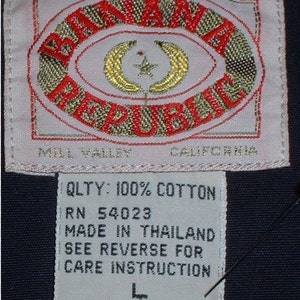 BANANA
REPUBLIC
MILL VALLEY CALIFORNIA
QLTY: 100% COTTON
RN 54023
MADE IN THAILAND
SEE REVERSE FOR
CARE INSTRUCTION
L